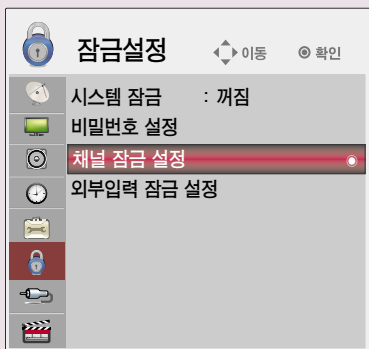 잠금설정 이동 확인
시스템 잠금 : 꺼짐
비밀번호 설정
채널 잠금 설정
외부입력 잠금 설정